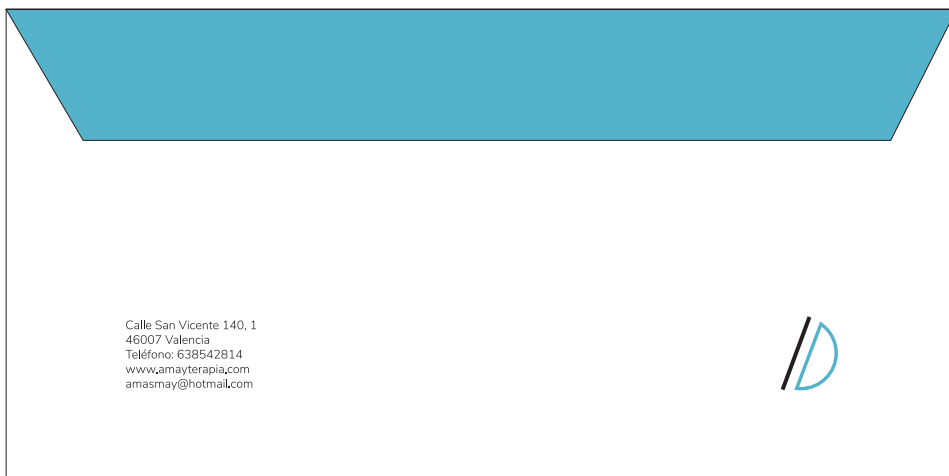 Calle San Vicente 140, 1
46007 Valencia
Teléfono: 638542814
www.amayterapia.com
amasmay@hotmail.com